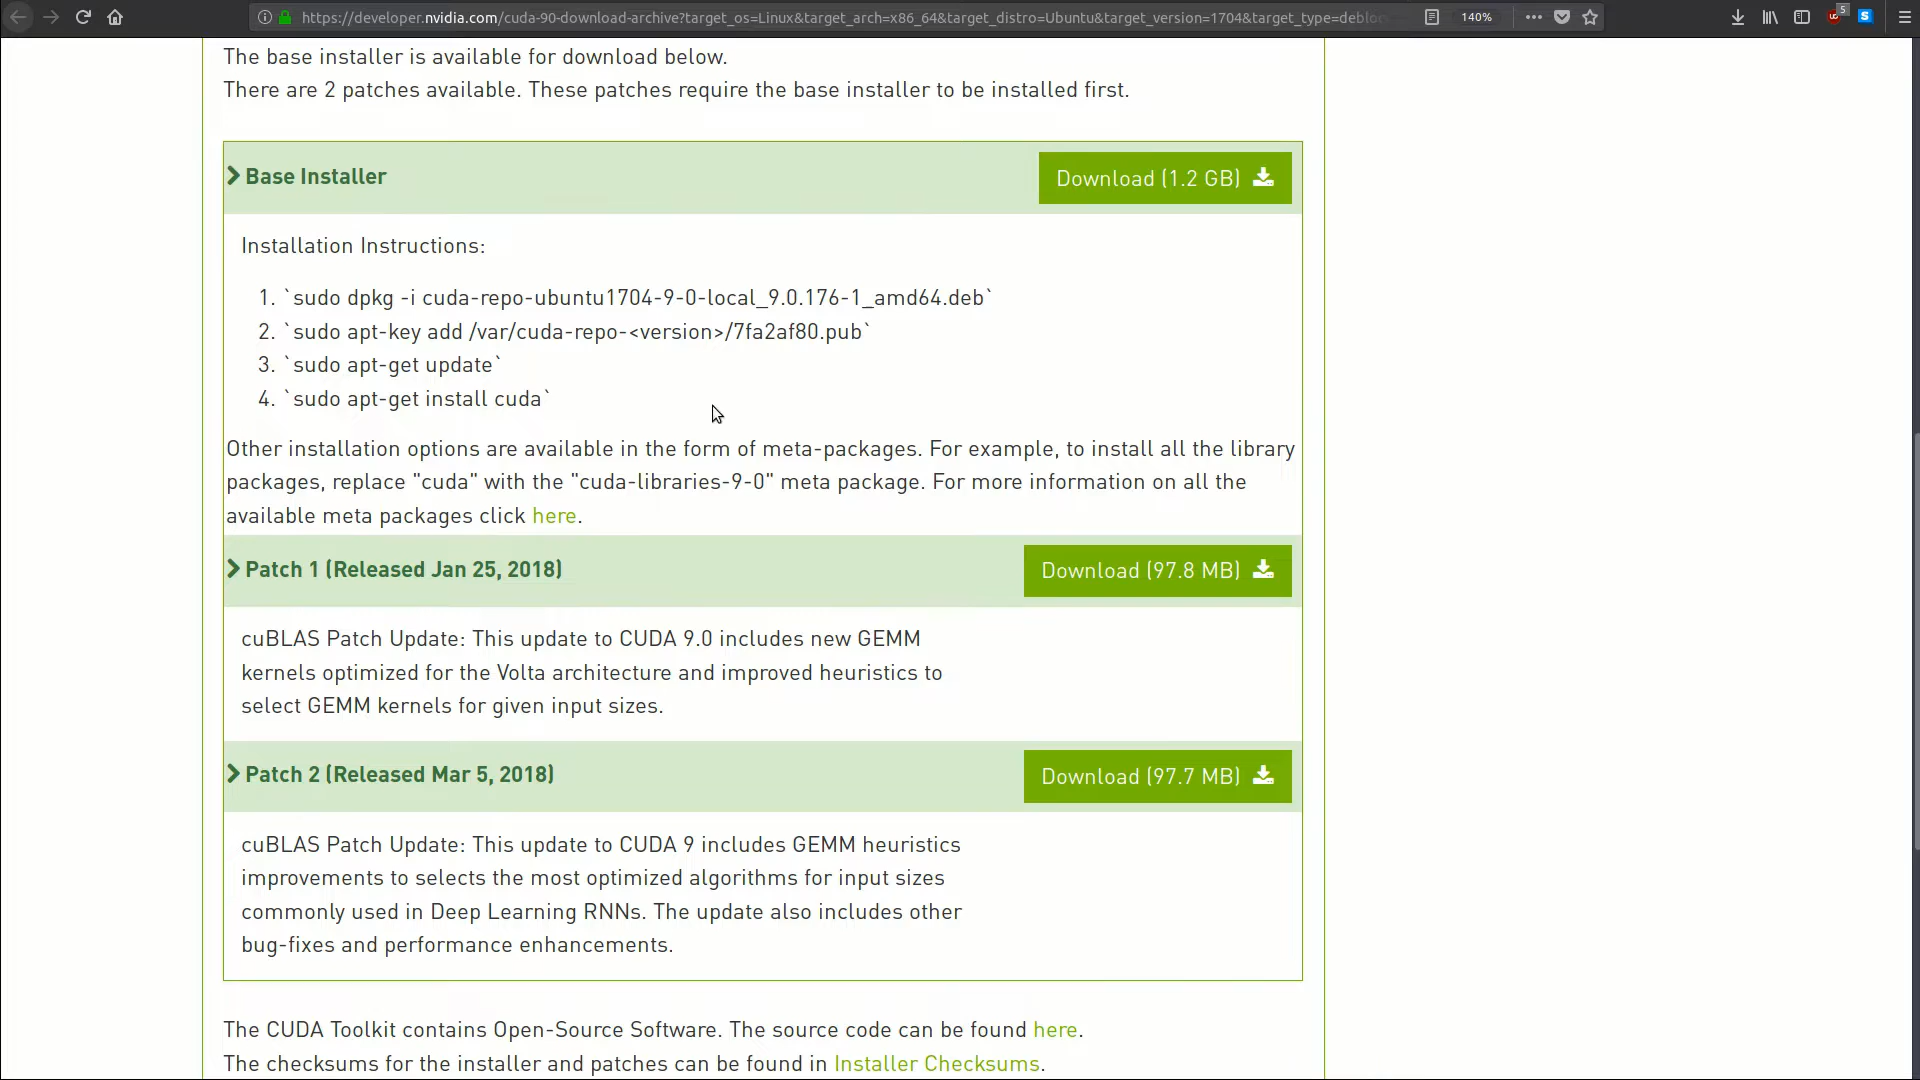 https://developer.nvidia.com/cuda-90-download-archive?target_os=Linux&target_arch=x86_64&target_distro=Ubuntu&target_version=1704&target_type=debloc
140%
5
S
The base installer is available for download below.
There are 2 patches available. These patches require the base installer to be installed first.
Base Installer
Download (1.2 GB)
Installation Instructions:
1. `sudo dpkg -i cuda-repo-ubuntu1704-9-0-local_9.0.176-1_amd64.deb`
2. `sudo apt-key add /var/cuda-repo-<version>/7fa2af80.pub`
3. `sudo apt-get update`
4. `sudo apt-get install cuda`
Other installation options are available in the form of meta-packages. For example, to install all the library
packages, replace "cuda" with the "cuda-libraries-9-0" meta package. For more information on all the
available meta packages click here.
Patch 1 (Released Jan 25, 2018)
Download (97.8 MB)
cuBLAS Patch Update: This update to CUDA 9.0 includes new GEMM
kernels optimized for the Volta architecture and improved heuristics to
select GEMM kernels for given input sizes.
Patch 2 (Released Mar 5, 2018)
Download (97.7 MB)
cuBLAS Patch Update: This update to CUDA 9 includes GEMM heuristics
improvements to selects the most optimized algorithms for input sizes
commonly used in Deep Learning RNNs. The update also includes other
bug-fixes and performance enhancements.
The CUDA Toolkit contains Open-Source Software. The source code can be found here.
The checksums for the installer and patches can be found in Installer Checksums.